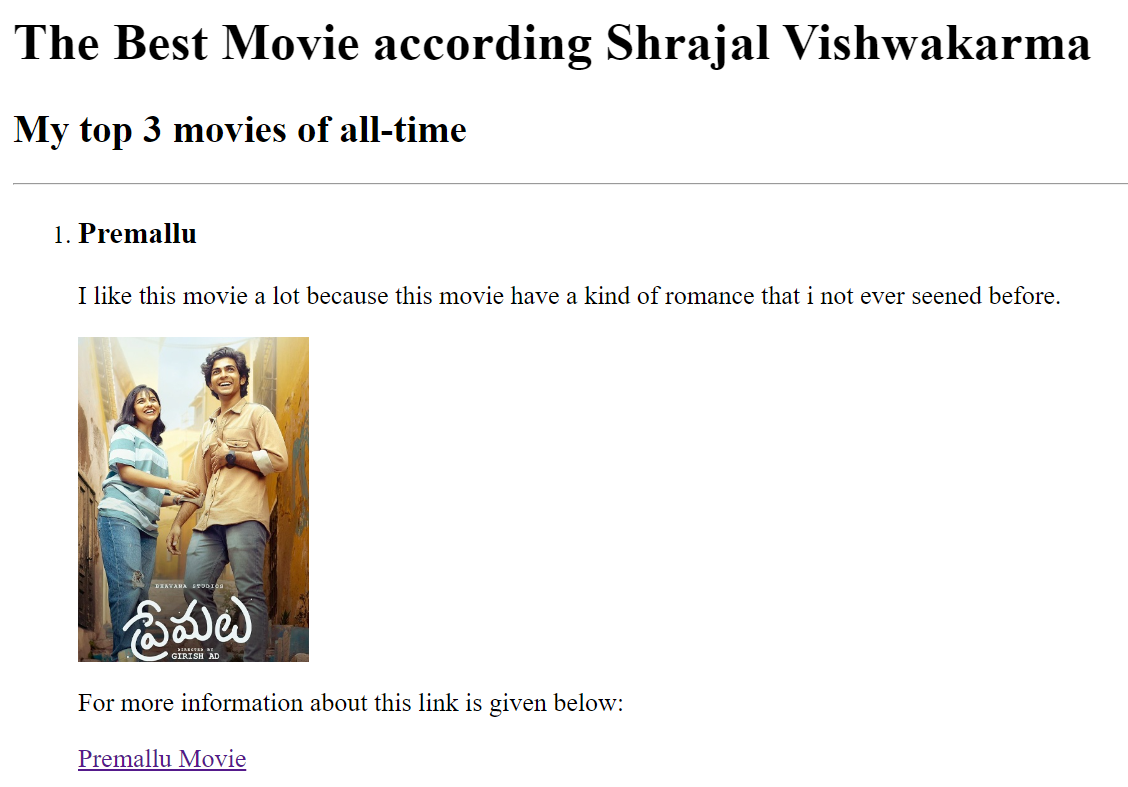 The Best Movie according Shrajal Vishwakarma
My top 3 movies of all-time
1. Premallu
I like this movie a lot because this movie have a kind of romance that i not ever seened before.
BHAVANA STUDIOS
ప్రేమలు
DIRECTED BY
GIRISH AD
For more information about this link is given below:
Premallu Movie